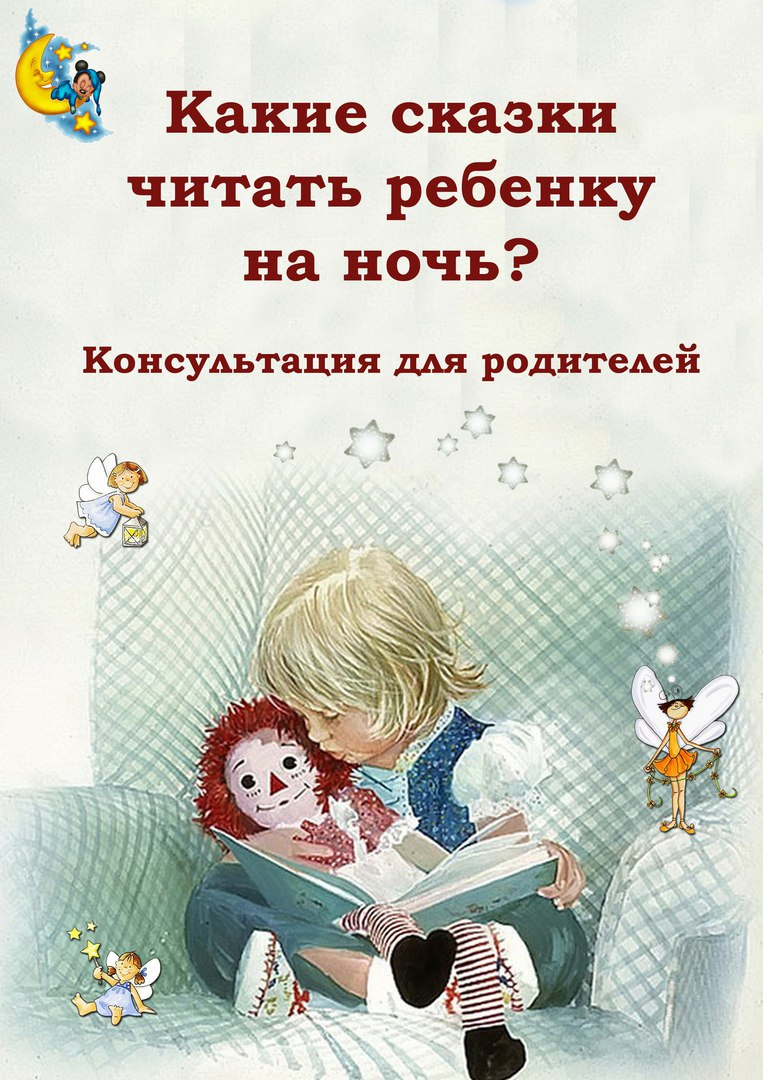 Какие сказки
читать ребенку
на ночь?
Консультация для родителей